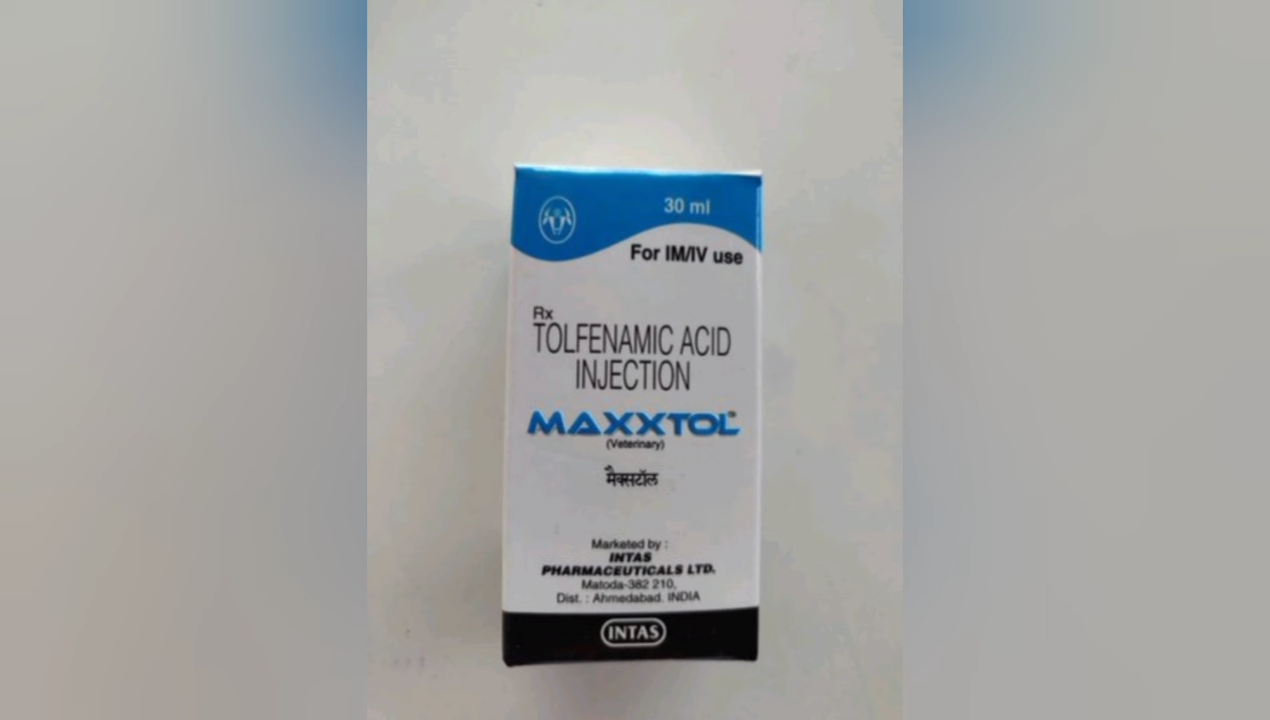 30 ml
For IM/IV use
Rx
TOLFENAMIC ACID
INJECTION
MAXXTOL™
(Veterinary)
मैक्सटॉल
Marketed by :
INTAS
PHARMACEUTICALS LTD.
Matoda-382 210,
Dist. : Ahmedabad. INDIA
INTAS